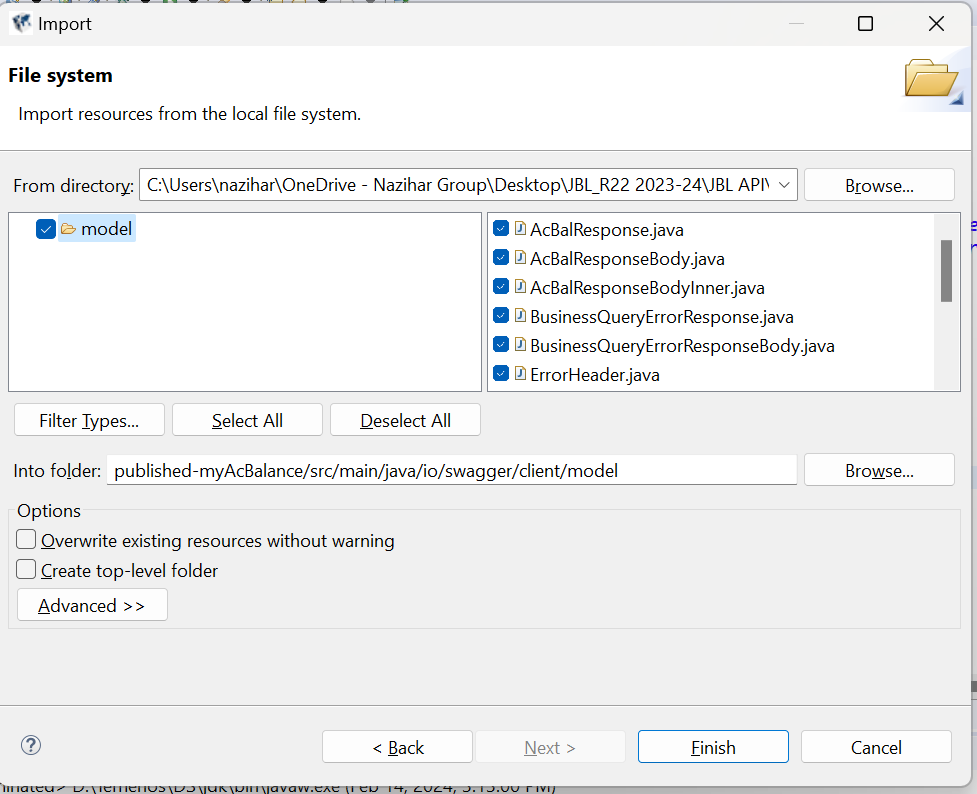 Import
File system
Import resources from the local file system.
From directory: C:\Users\nazihar\OneDrive - Nazihar Group\Desktop\JBL_R22 2023-24\JBL API\ Browse...
model
AcBalResponse.java
AcBalResponseBody.java
AcBalResponseBodyInner.java
BusinessQueryErrorResponse.java
BusinessQueryErrorResponseBody.java
ErrorHeader.java
Filter Types... Select All Deselect All
Into folder: published-myAcBalance/src/main/java/io/swagger/client/model Browse...
Options
Overwrite existing resources without warning
Create top-level folder
Advanced >>
? < Back Next > Finish Cancel
minated> D:\Temenos\DS\jdk\bin\javaw.exe (Feb 14, 2024, 3:13:00 PM)